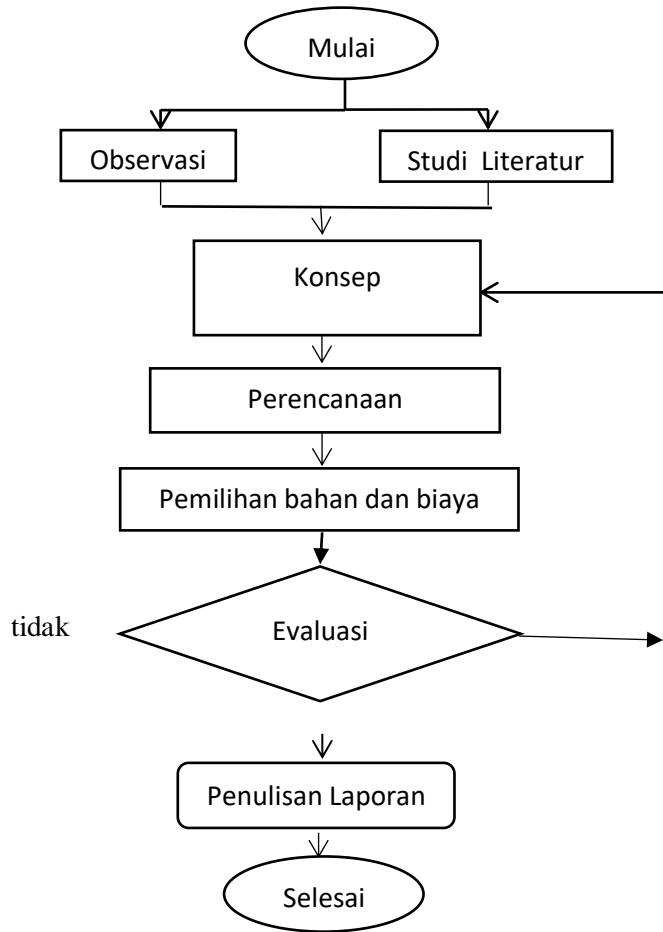 Mulai
Observasi
Studi Literatur
Konsep
Perencanaan
Pemilihan bahan dan biaya
tidak
Evaluasi
Penulisan Laporan
Selesai